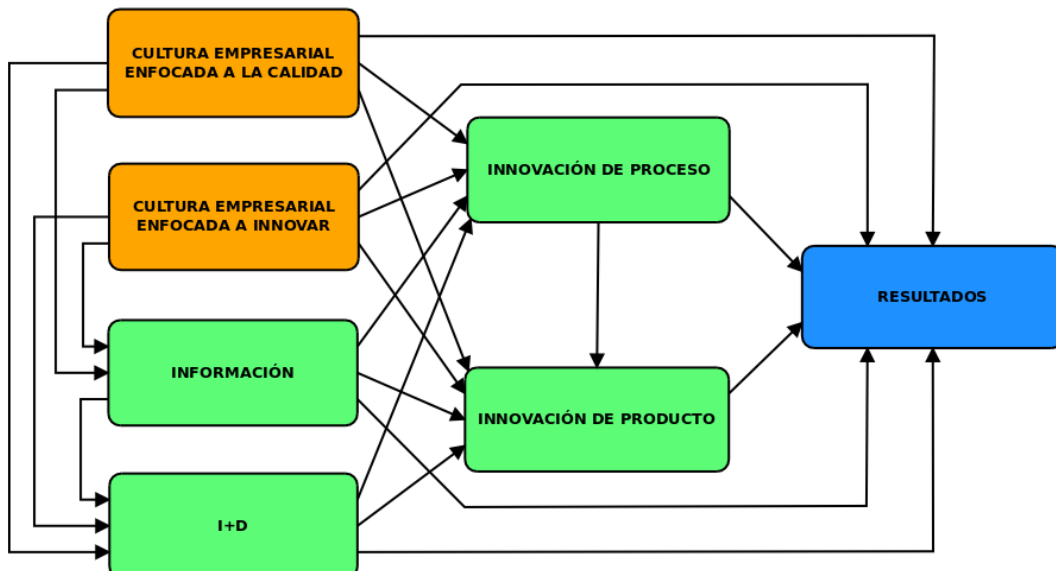 CULTURA EMPRESARIAL
ENFOCADA A LA CALIDAD
CULTURA EMPRESARIAL
ENFOCADA A INNOVAR
INNOVACIÓN DE PROCESO
RESULTADOS
INFORMACIÓN
INNOVACIÓN DE PRODUCTO
I+D